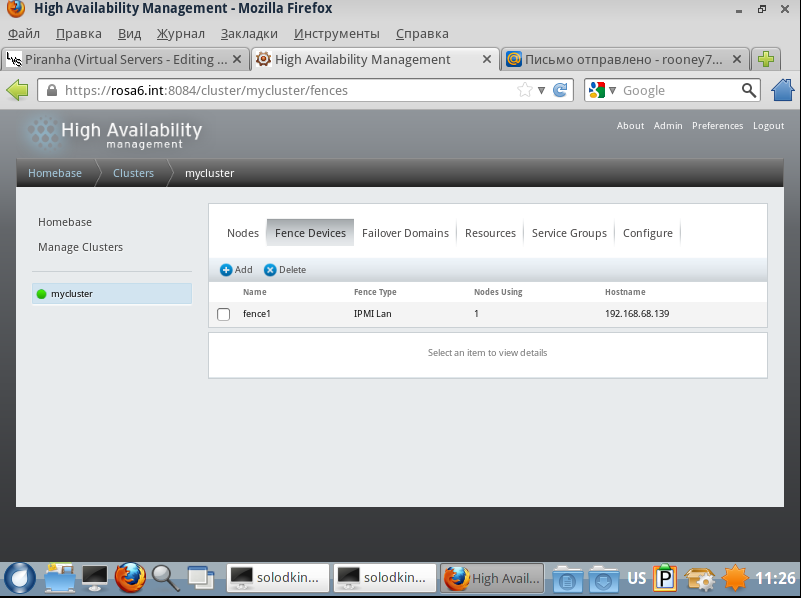 High Availability Management - Mozilla Firefox
Файл Правка Вид Журнал Закладки Инструменты Справка
Piranha (Virtual Servers - Editing ... High Availability Management Письмо отправлено - rooney7...
https://rosa6.int:8084/cluster/mycluster/fences Google
High Availability
management
About Admin Preferences Logout
Homebase Clusters mycluster
Homebase
Manage Clusters
mycluster
Nodes Fence Devices Failover Domains Resources Service Groups Configure
Add Delete
Name Fence Type Nodes Using Hostname
fence1 IPMI Lan 1 192.168.68.139
Select an item to view details
solodkin... solodkin... High Avail... US P 11:26